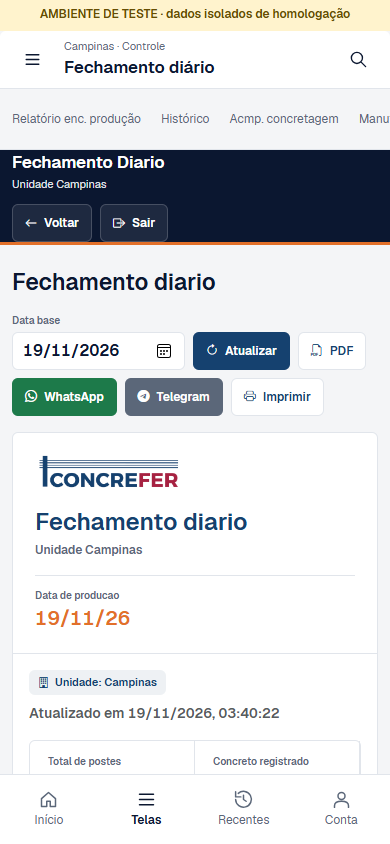 AMBIENTE DE TESTE · dados isolados de homologação
Campinas · Controle
Fechamento diário
Relatório enc. produção Histórico Acmp. concretagem Manu
Fechamento Diario
Unidade Campinas
Voltar Sair
Fechamento diario
Data base
19/11/2026 Atualizar PDF
WhatsApp Telegram Imprimir
CONCREFER
Fechamento diario
Unidade Campinas
Data de producao
19/11/26
Unidade: Campinas
Atualizado em 19/11/2026, 03:40:22
Total de postes Concreto registrado
Início Telas Recentes Conta